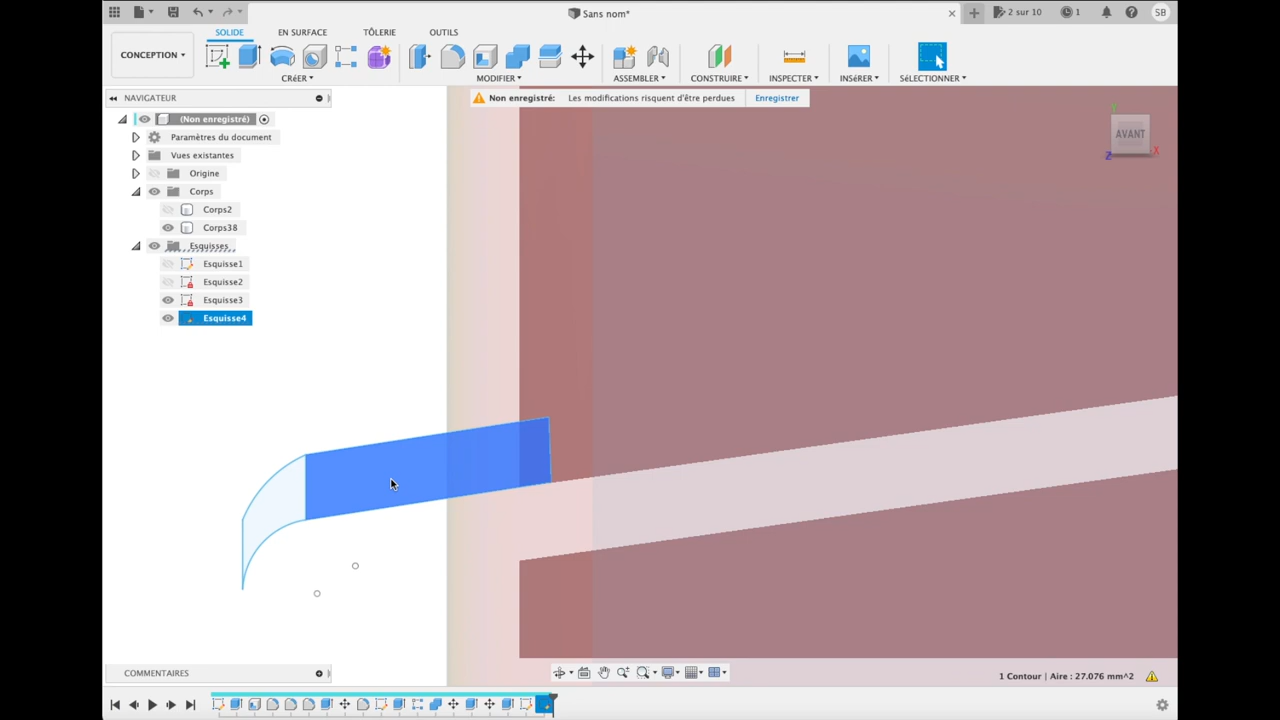 Sans nom*
2 sur 10
1
SB
SOLIDE
EN SURFACE
TÔLERIE
OUTILS
CONCEPTION
CRÉER
MODIFIER
ASSEMBLER
CONSTRUIRE
INSPECTER
INSÉRER
SÉLECTIONNER
NAVIGATEUR
Non enregistré:
Les modifications risquent d'être perdues
Enregistrer
(Non enregistré)
Paramètres du document
Vues existantes
Origine
Corps
Corps2
Corps38
Esquisses
Esquisse1
Esquisse2
Esquisse3
Esquisse4
Y
AVANT
Z
X
COMMENTAIRES
1 Contour | Aire : 27.076 mm^2